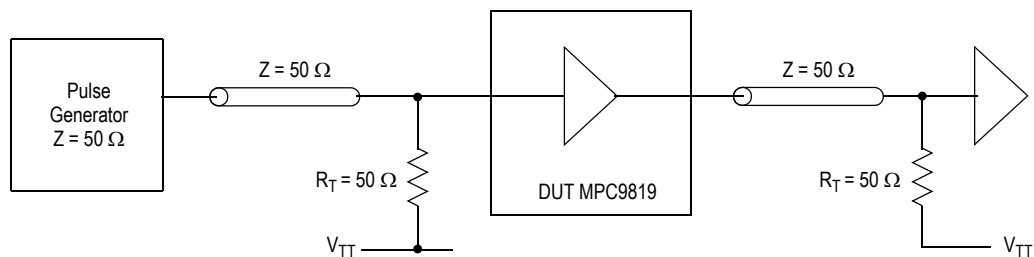 Pulse
Generator
Z = 50 Ω
Z = 50 Ω
R_T = 50 Ω
V_TT
DUT MPC9819
Z = 50 Ω
R_T = 50 Ω
V_TT